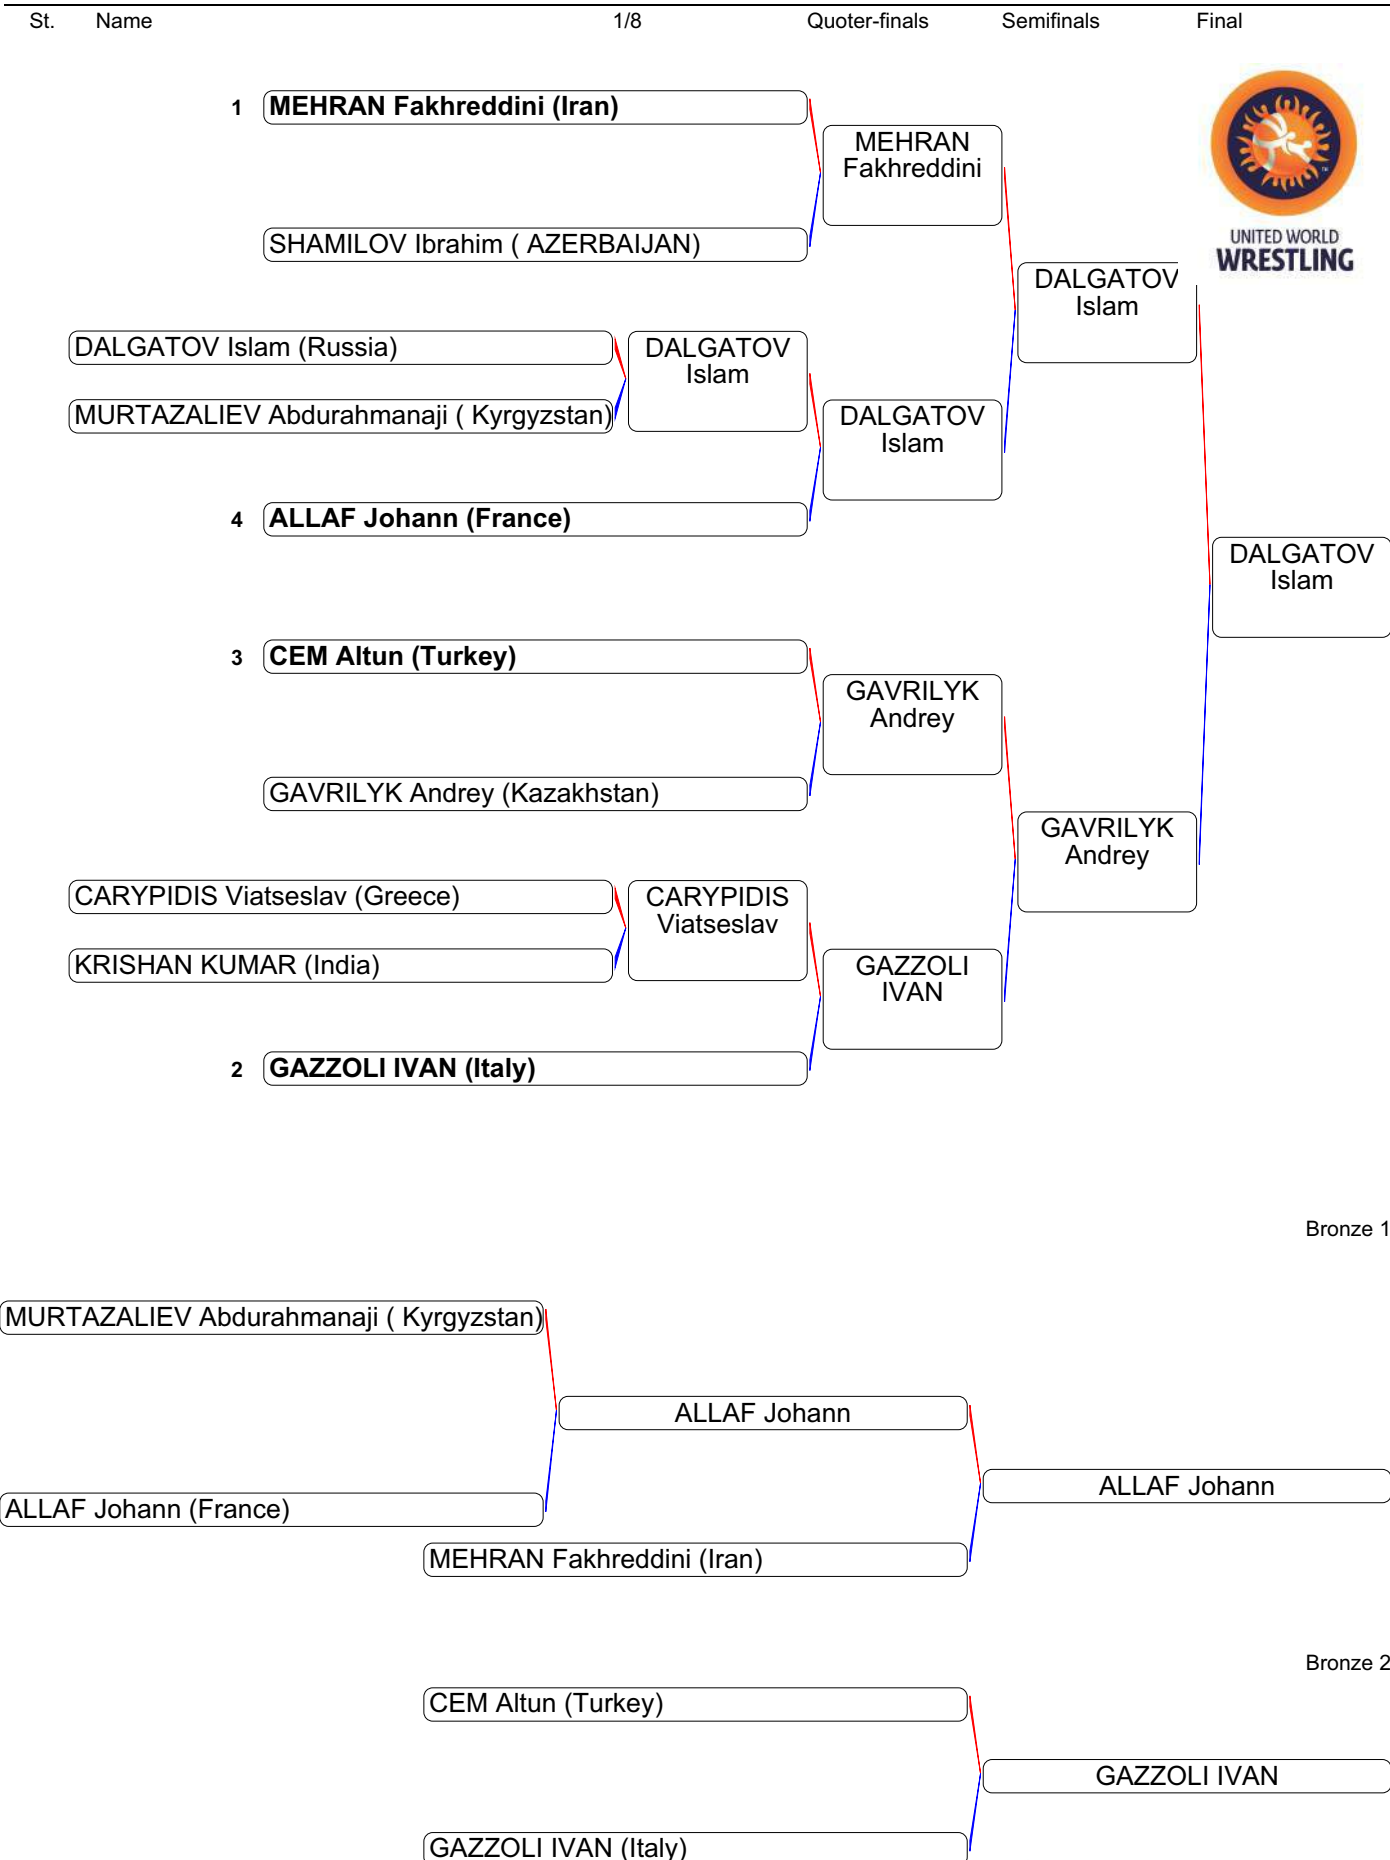 St. Name 1/8 Quoter-finals Semifinals Final
1 MEHRAN Fakhreddini (Iran)
MEHRAN
Fakhreddini
SHAMILOV Ibrahim ( AZERBAIJAN)
UNITED WORLD
WRESTLING
DALGATOV
Islam
DALGATOV Islam (Russia)
DALGATOV
Islam
MURTAZALIEV Abdurahmanaji ( Kyrgyzstan)
DALGATOV
Islam
4 ALLAF Johann (France)
DALGATOV
Islam
3 CEM Altun (Turkey)
GAVRILYK
Andrey
GAVRILYK Andrey (Kazakhstan)
GAVRILYK
Andrey
CARYPIDIS Viatseslav (Greece)
CARYPIDIS
Viatseslav
KRISHAN KUMAR (India)
GAZZOLI
IVAN
2 GAZZOLI IVAN (Italy)
Bronze 1
MURTAZALIEV Abdurahmanaji ( Kyrgyzstan)
ALLAF Johann
ALLAF Johann
ALLAF Johann (France)
MEHRAN Fakhreddini (Iran)
Bronze 2
CEM Altun (Turkey)
GAZZOLI IVAN
GAZZOLI IVAN (Italy)